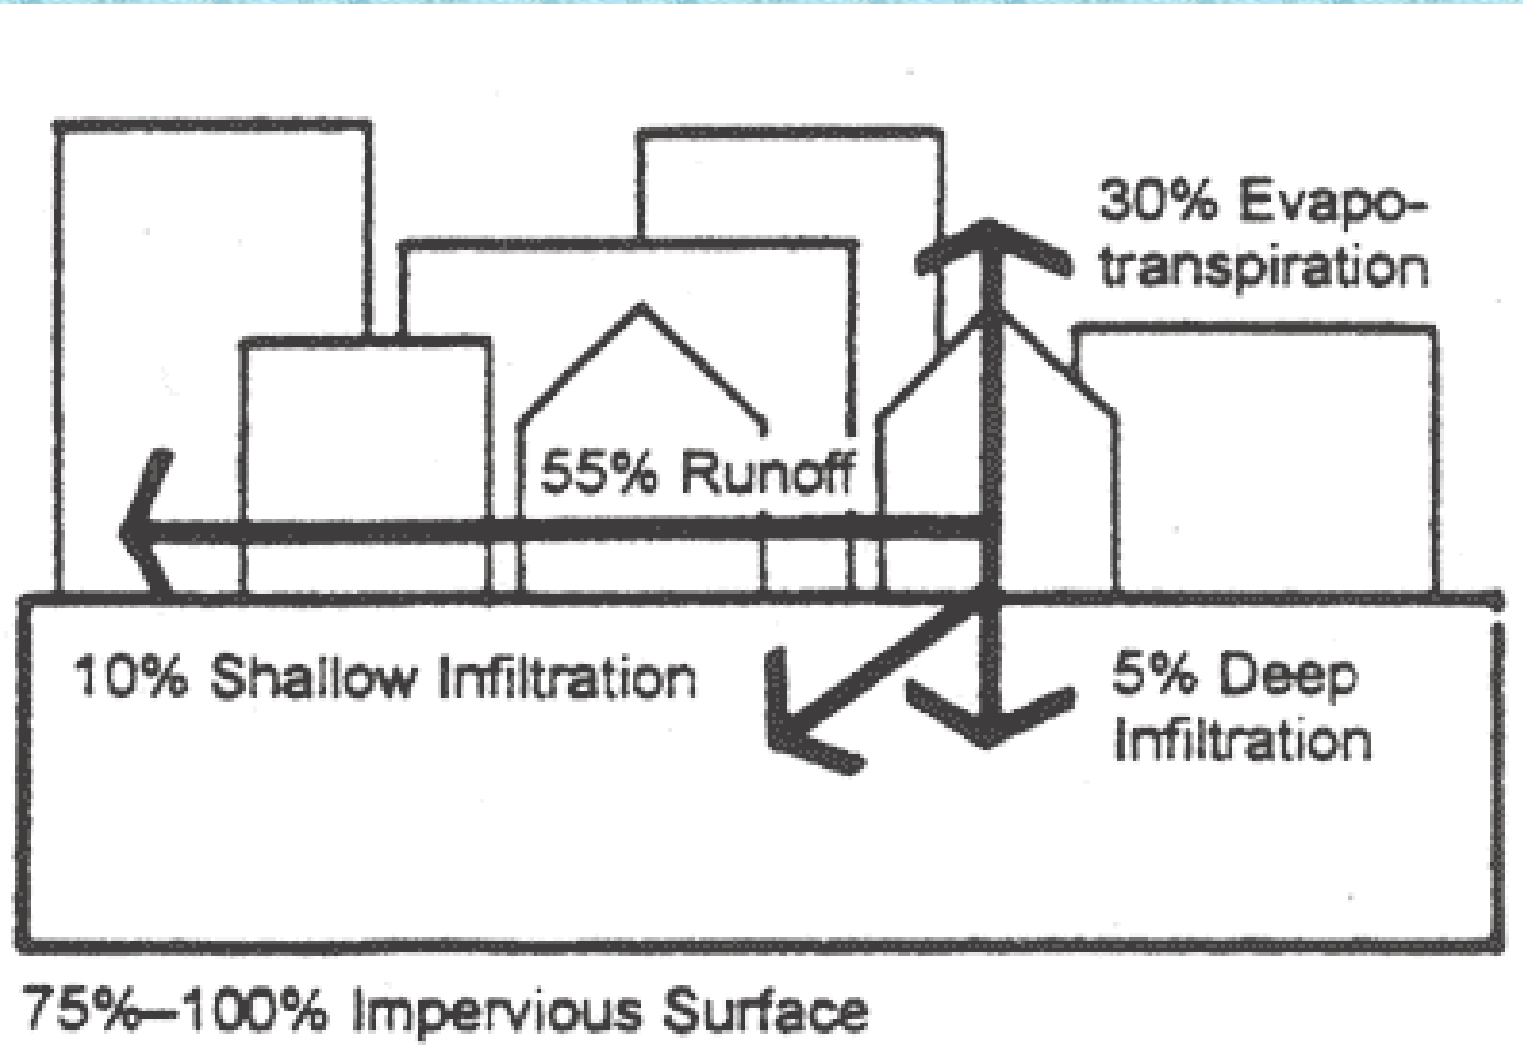 30% Evapo-
transpiration
55% Runoff
10% Shallow Infiltration
5% Deep
Infiltration
75%–100% Impervious Surface